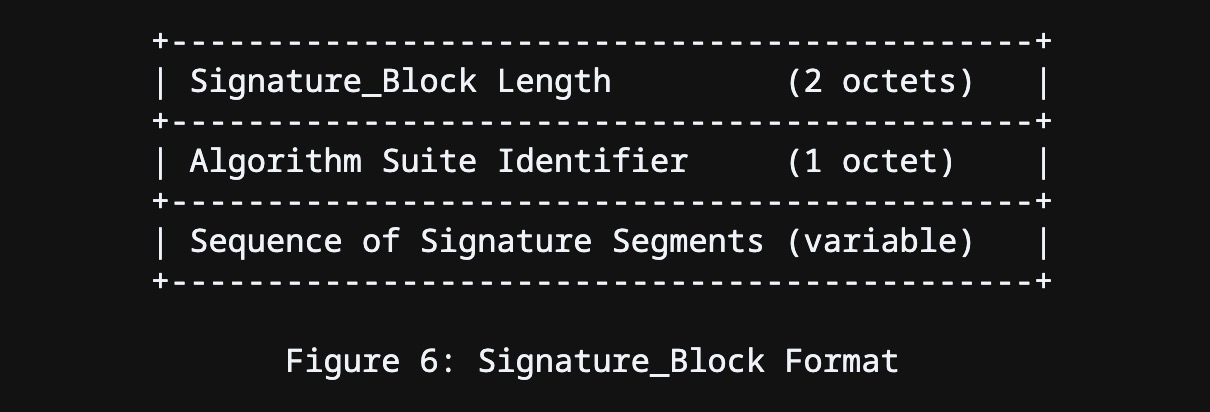 +---------------------------------------------+
| Signature_Block Length         (2 octets)   |
+---------------------------------------------+
| Algorithm Suite Identifier     (1 octet)    |
+---------------------------------------------+
| Sequence of Signature Segments (variable)   |
+---------------------------------------------+
Figure 6: Signature_Block Format